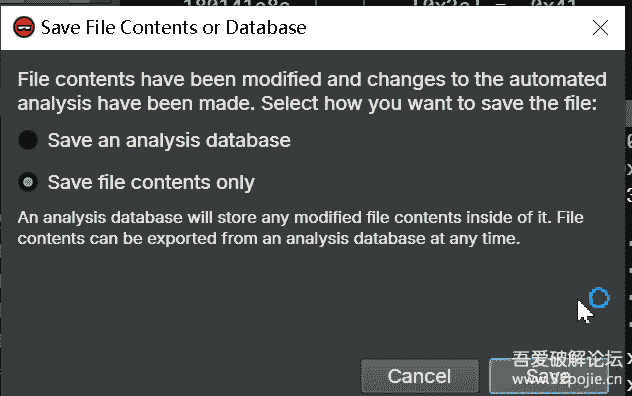 Save File Contents or Database
File contents have been modified and changes to the automated
analysis have been made. Select how you want to save the file:
Save an analysis database
Save file contents only
An analysis database will store any modified file contents inside of it. File
contents can be exported from an analysis database at any time.
Cancel
Save
吾爱破解论坛
www.52pojie.cn